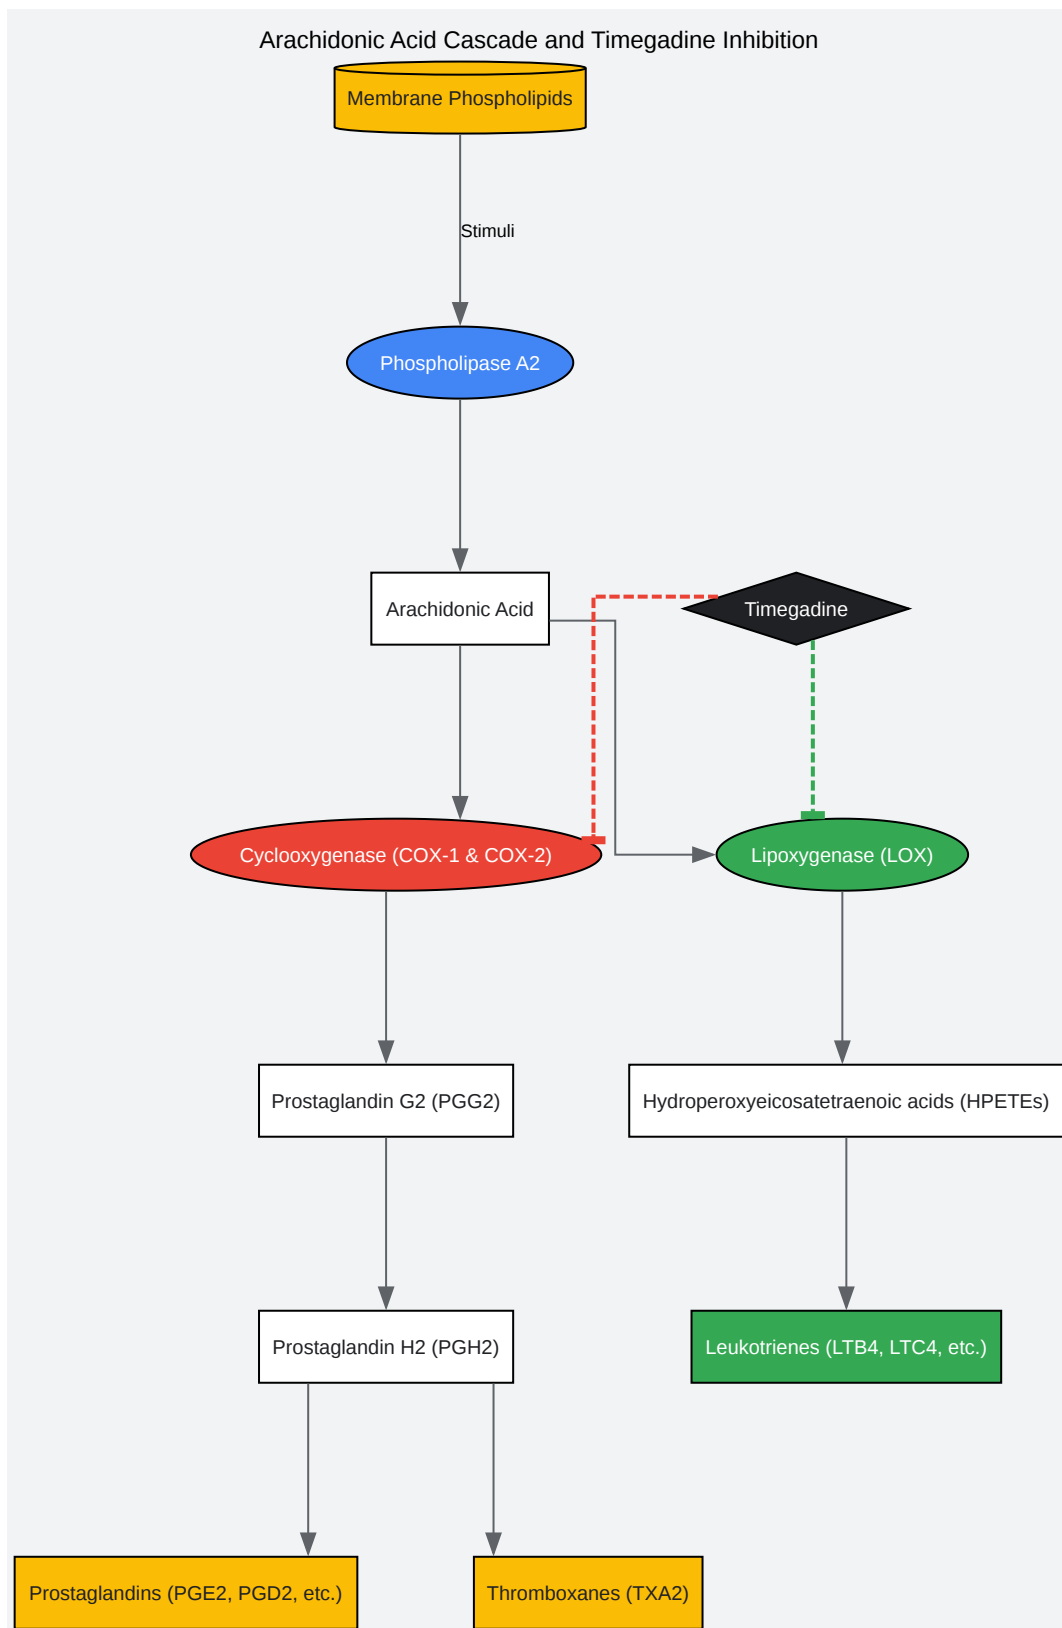 Arachidonic Acid Cascade and Timegadine Inhibition
Membrane Phospholipids
Stimuli
Phospholipase A2
Arachidonic Acid
Timegadine
Cyclooxygenase (COX-1 & COX-2)
Lipoxygenase (LOX)
Prostaglandin G2 (PGG2)
Hydroperoxyeicosatetraenoic acids (HPETEs)
Prostaglandin H2 (PGH2)
Leukotrienes (LTB4, LTC4, etc.)
Prostaglandins (PGE2, PGD2, etc.)
Thromboxanes (TXA2)